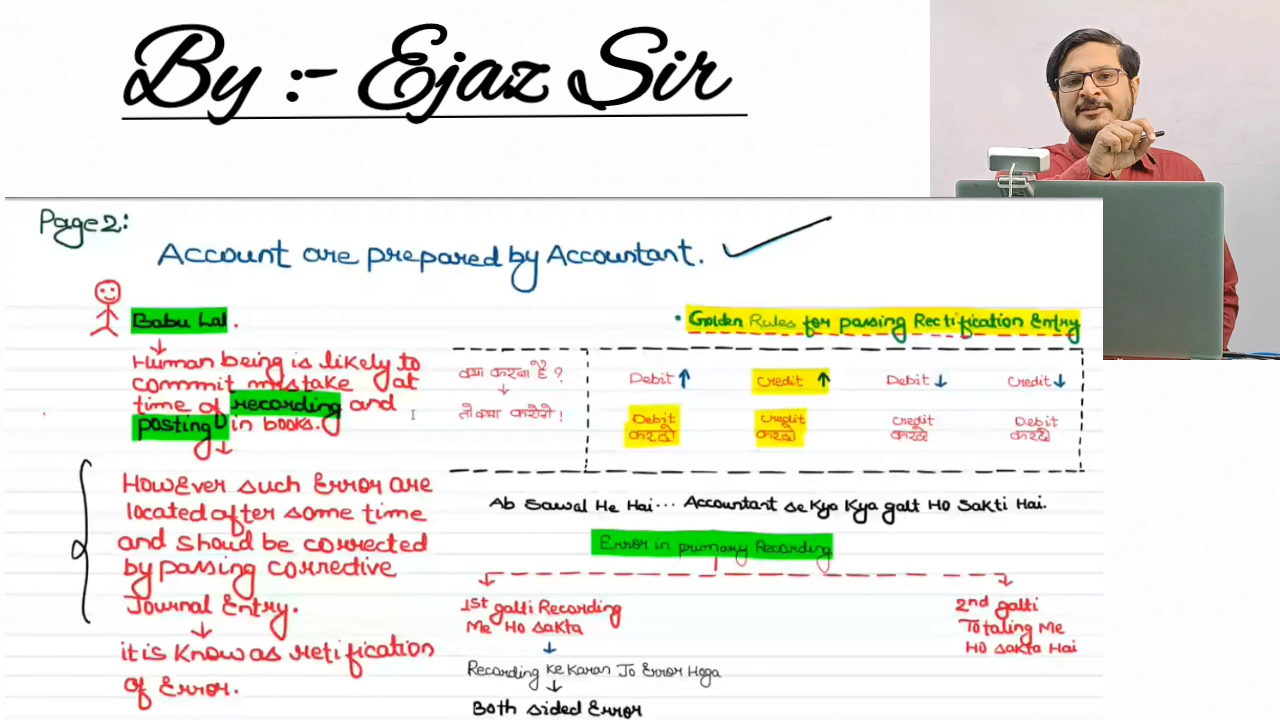 By :- Ejaz Sir
Page2:
Account are prepared by Accountant.
Babu Lal.
Human being is likely to
commit mistake at
time of recording and
posting in books.
However such Error are
located after some time
and should be corrected
by passing corrective
Journal Entry.
it is Know as retification
of Error.
• Golden Rules for passing Rectification Entry
क्या करना है?
Debit ↑ Credit ↑ Debit ↓ Credit ↓
तो क्या करोगे!
Debit Credit Credit Debit
करदो करदो करदो करदो
Ab Sawal He Hai... Accountant se Kya Kya galt Ho Sakti Hai.
Error in primary Recording
1st galti Recording
Me Ho sakta
Recarding Ke Karan Jo Error Hoga
Both sided Error
2nd galti
Totaling Me
Ho sakta Hai